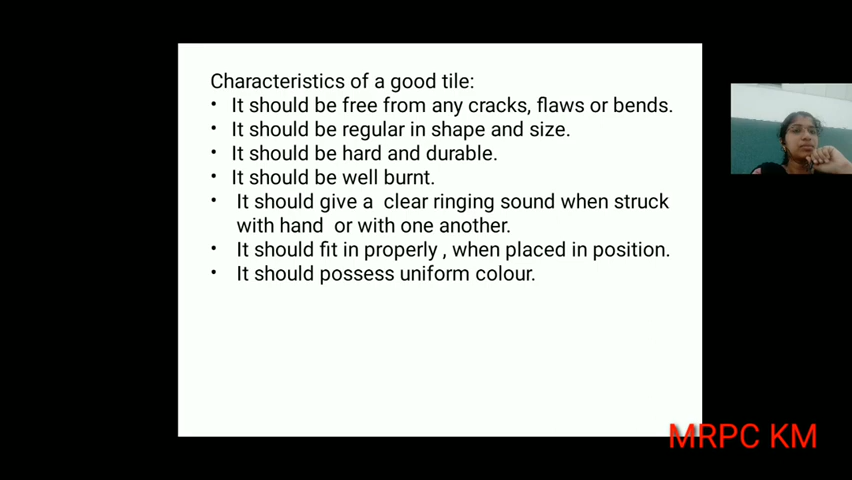 Characteristics of a good tile:
• It should be free from any cracks, flaws or bends.
• It should be regular in shape and size.
• It should be hard and durable.
• It should be well burnt.
• It should give a clear ringing sound when struck
with hand or with one another.
• It should fit in properly , when placed in position.
• It should possess uniform colour.
MRPC KM